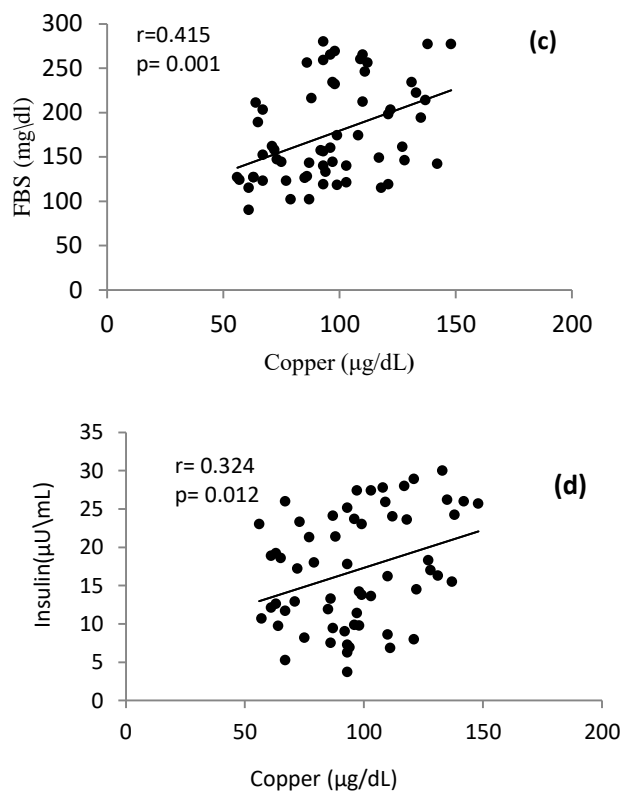 300
250
200
150
100
50
0
FBS (mg\dl)
r=0.415
p= 0.001
(c)
0 50 100 150 200
Copper (µg/dL)
35
30
25
20
15
10
5
0
Insulin(µU\mL)
r= 0.324
p= 0.012
(d)
0 50 100 150 200
Copper (µg/dL)